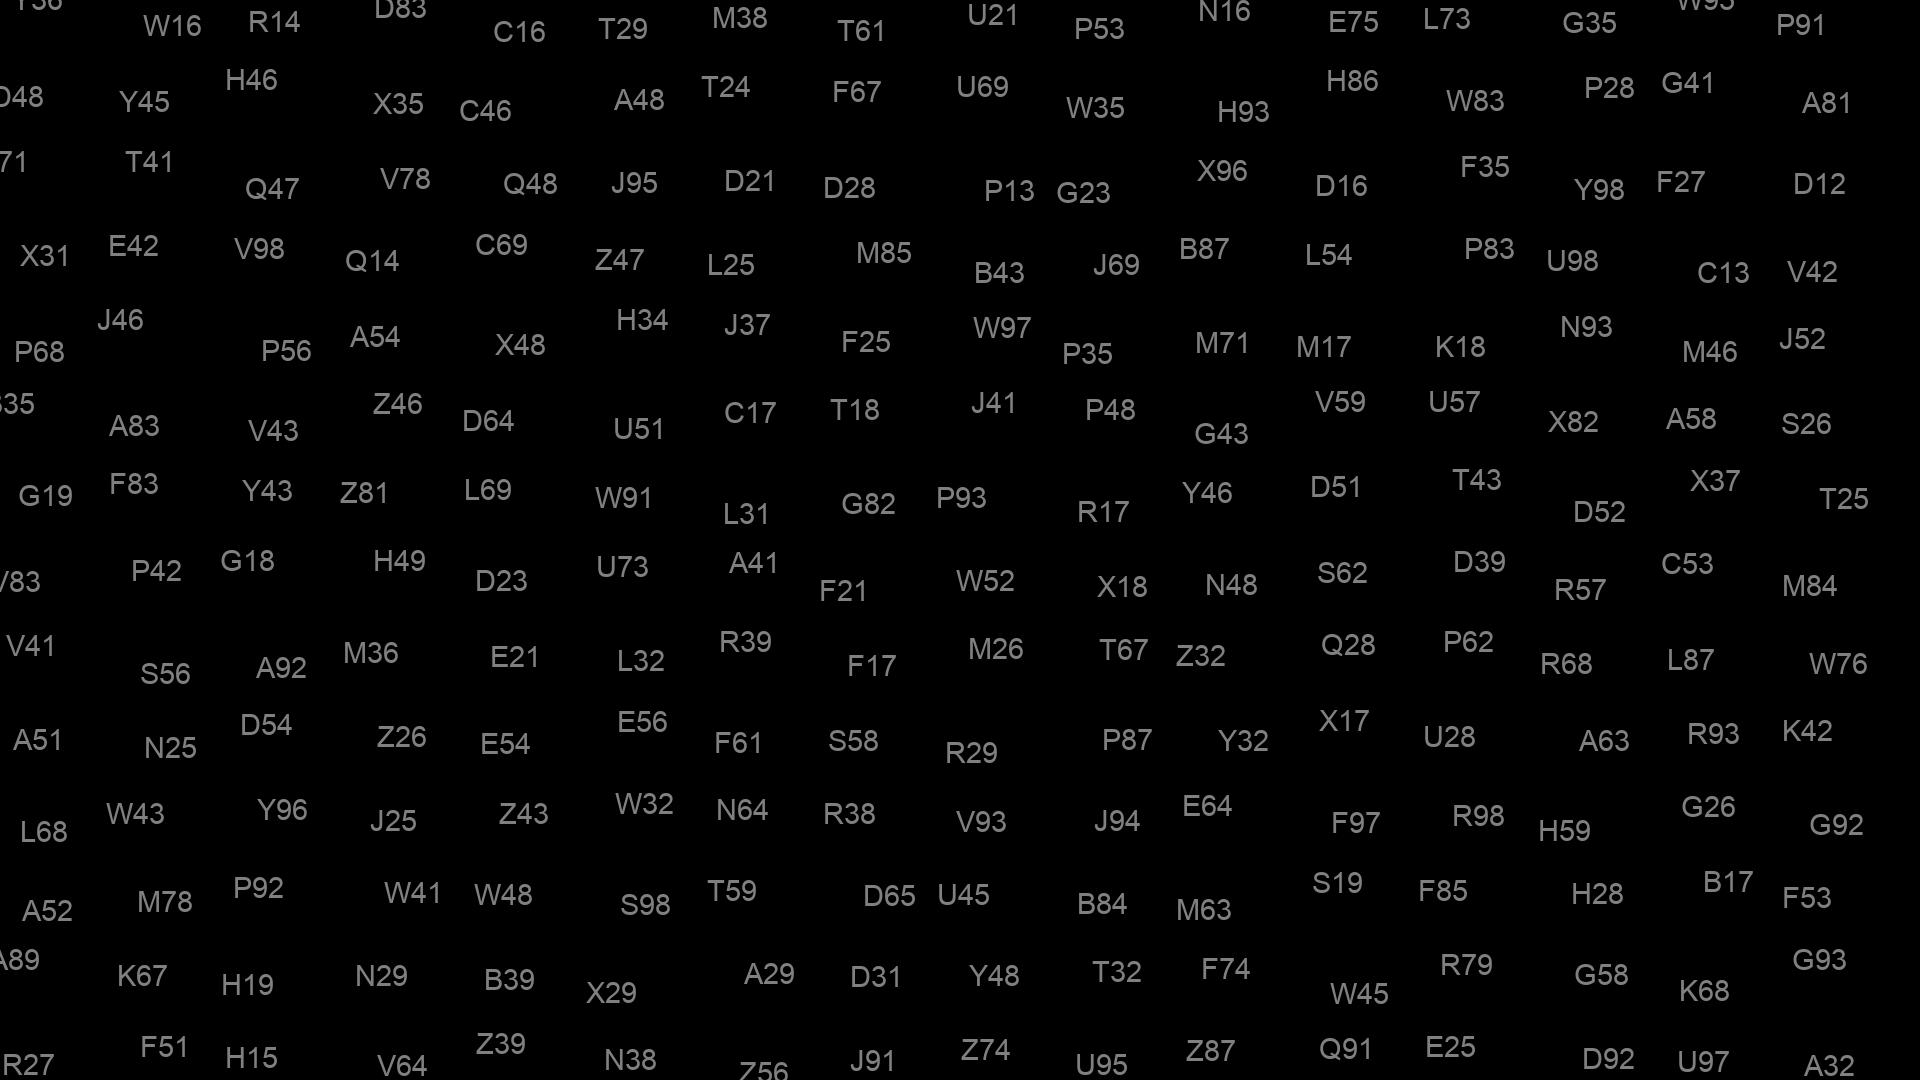 W16 R14 D83 C16 T29 M38 T61 U21 P53 N16 E75 L73 G35 W95 P91
D48 Y45 H46 X35 C46 A48 T24 F67 U69 W35 H93 H86 W83 P28 G41 A81
71 T41 Q47 V78 Q48 J95 D21 D28 P13 G23 X96 D16 F35 Y98 F27 D12
X31 E42 V98 Q14 C69 Z47 L25 M85 B43 J69 B87 L54 P83 U98 C13 V42
P68 J46 P56 A54 X48 H34 J37 F25 W97 P35 M71 M17 K18 N93 M46 J52
35 A83 V43 Z46 D64 U51 C17 T18 J41 P48 G43 V59 U57 X82 A58 S26
G19 F83 Y43 Z81 L69 W91 L31 G82 P93 R17 Y46 D51 T43 D52 X37 T25
V83 P42 G18 H49 D23 U73 A41 F21 W52 X18 N48 S62 D39 R57 C53 M84
V41 S56 A92 M36 E21 L32 R39 F17 M26 T67 Z32 Q28 P62 R68 L87 W76
A51 N25 D54 Z26 E54 E56 F61 S58 R29 P87 Y32 X17 U28 A63 R93 K42
L68 W43 Y96 J25 Z43 W32 N64 R38 V93 J94 E64 F97 R98 H59 G26 G92
A52 M78 P92 W41 W48 S98 T59 D65 U45 B84 M63 S19 F85 H28 B17 F53
A89 K67 H19 N29 B39 X29 A29 D31 Y48 T32 F74 W45 R79 G58 K68 G93
R27 F51 H15 V64 Z39 N38 Z56 J91 Z74 U95 Z87 Q91 E25 D92 U97 A32